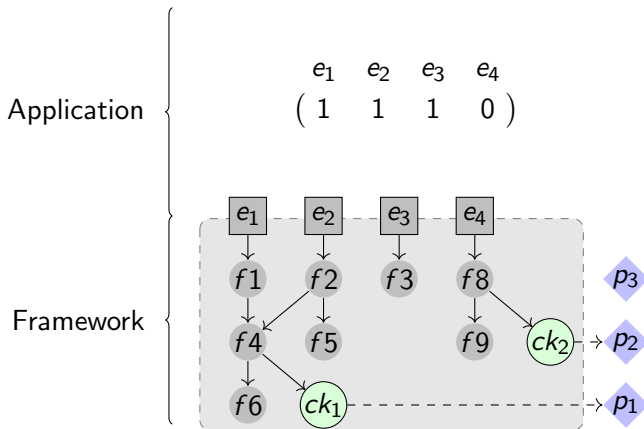 e1 e2 e3 e4
Application ( 1 1 1 0 )
e1 e2 e3 e4
f1 f2 f3 f8 p3
Framework
f4 f5 f9 ck2 p2
f6 ck1 p1